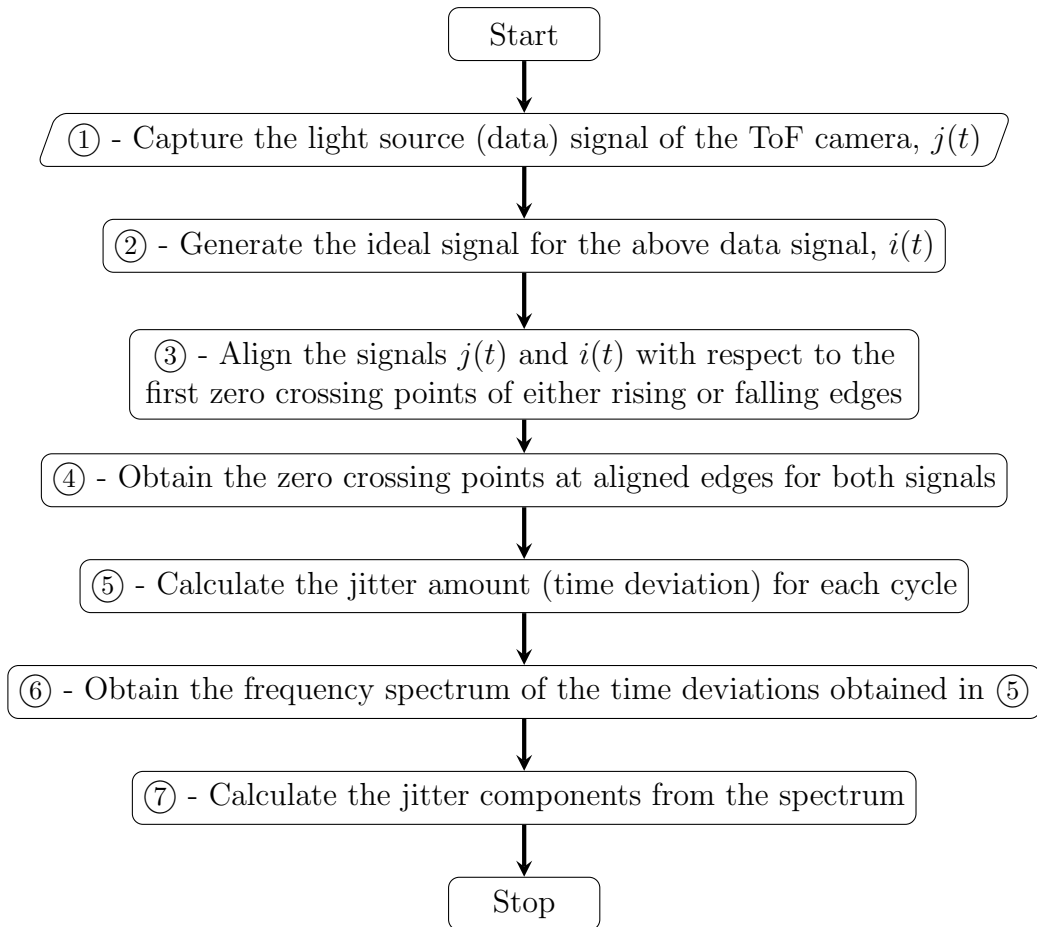 Start
① - Capture the light source (data) signal of the ToF camera, j(t)
② - Generate the ideal signal for the above data signal, i(t)
③ - Align the signals j(t) and i(t) with respect to the
first zero crossing points of either rising or falling edges
④ - Obtain the zero crossing points at aligned edges for both signals
⑤ - Calculate the jitter amount (time deviation) for each cycle
⑥ - Obtain the frequency spectrum of the time deviations obtained in ⑤
⑦ - Calculate the jitter components from the spectrum
Stop